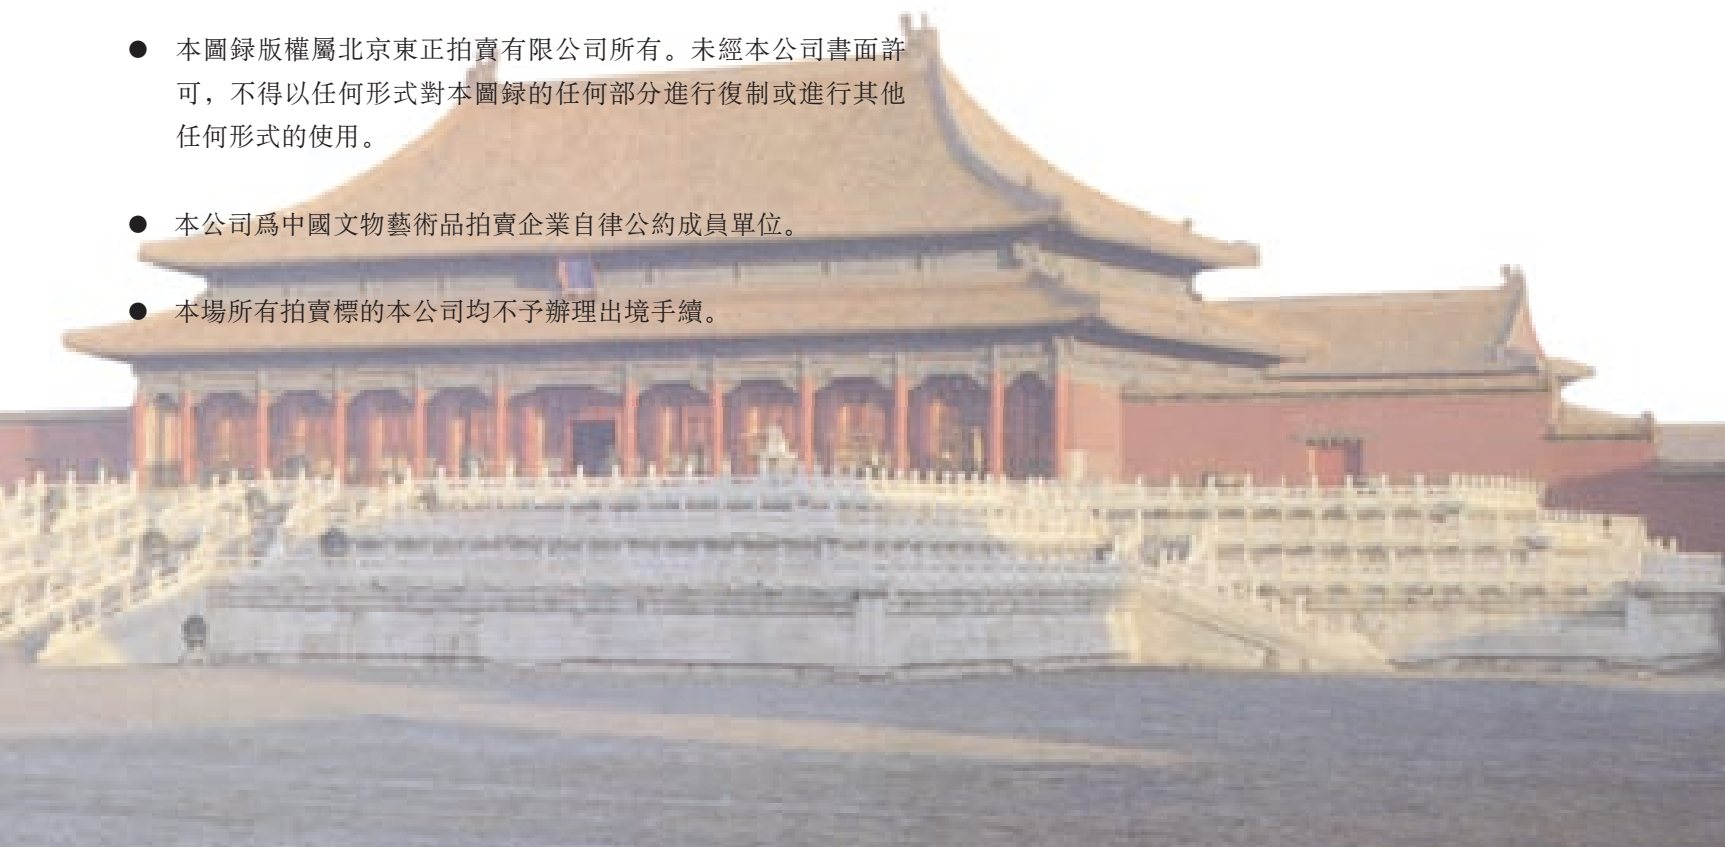 ● 本圖録版權屬北京東正拍賣有限公司所有。未經本公司書面許
可，不得以任何形式對本圖録的任何部分進行復制或進行其他
任何形式的使用。
● 本公司爲中國文物藝術品拍賣企業自律公約成員單位。
● 本場所有拍賣標的本公司均不予辦理出境手續。